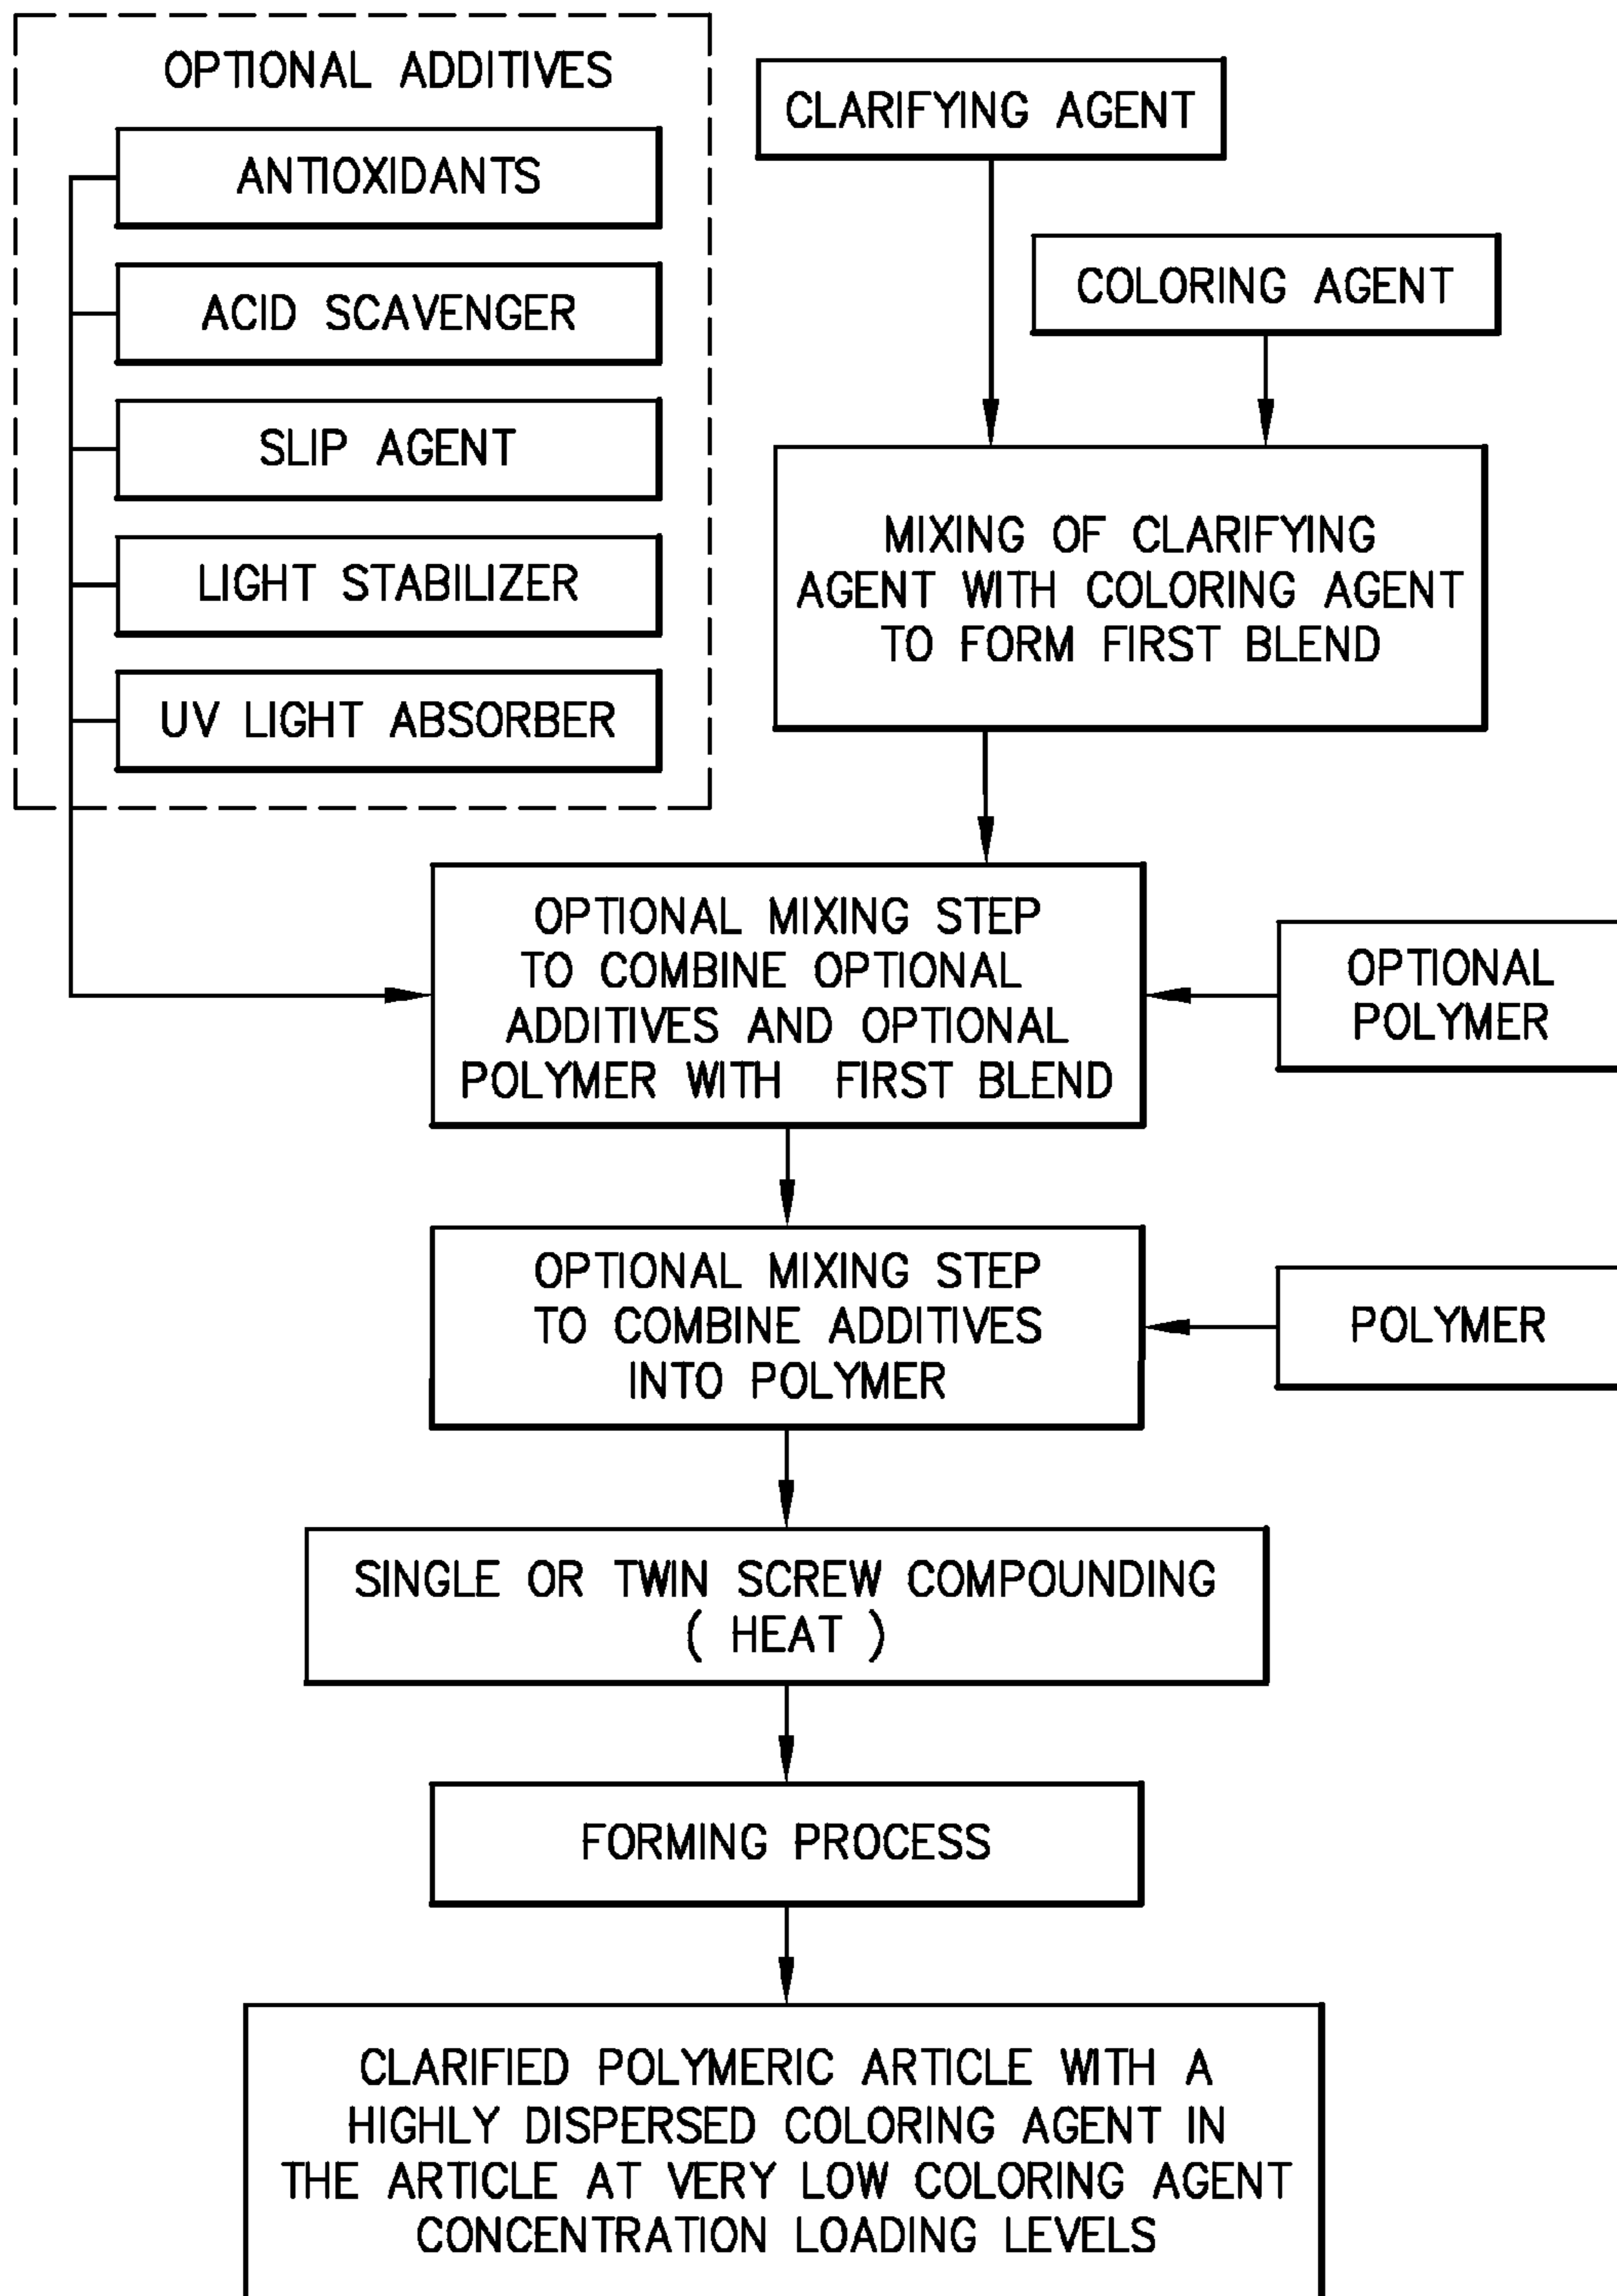 OPTIONAL ADDITIVES
ANTIOXIDANTS
ACID SCAVENGER
SLIP AGENT
LIGHT STABILIZER
UV LIGHT ABSORBER
CLARIFYING AGENT
COLORING AGENT
MIXING OF CLARIFYING
AGENT WITH COLORING AGENT
TO FORM FIRST BLEND
OPTIONAL MIXING STEP
TO COMBINE OPTIONAL
ADDITIVES AND OPTIONAL
POLYMER WITH FIRST BLEND
OPTIONAL
POLYMER
OPTIONAL MIXING STEP
TO COMBINE ADDITIVES
INTO POLYMER
POLYMER
SINGLE OR TWIN SCREW COMPOUNDING
( HEAT )
FORMING PROCESS
CLARIFIED POLYMERIC ARTICLE WITH A
HIGHLY DISPERSED COLORING AGENT IN
THE ARTICLE AT VERY LOW COLORING AGENT
CONCENTRATION LOADING LEVELS